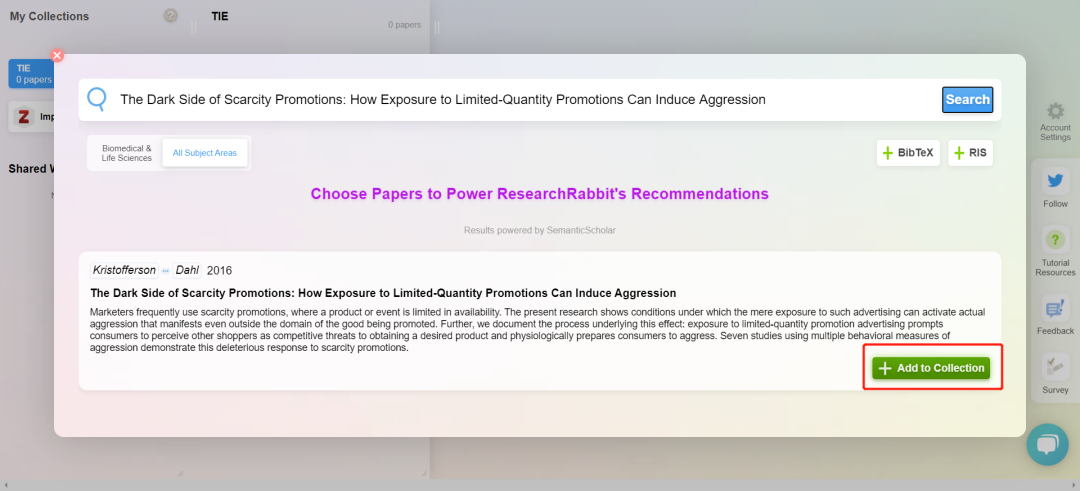 My Collections
?
TIE
0 papers
TIE
0 papers
Z
Imp
Shared W
The Dark Side of Scarcity Promotions: How Exposure to Limited-Quantity Promotions Can Induce Aggression
Search
Biomedical &
Life Sciences
All Subject Areas
+ BibTeX
+ RIS
Choose Papers to Power ResearchRabbit's Recommendations
Results powered by SemanticScholar
Kristofferson ... Dahl 2016
The Dark Side of Scarcity Promotions: How Exposure to Limited-Quantity Promotions Can Induce Aggression
Marketers frequently use scarcity promotions, where a product or event is limited in availability. The present research shows conditions under which the mere exposure to such advertising can activate actual
aggression that manifests even outside the domain of the good being promoted. Further, we document the process underlying this effect: exposure to limited-quantity promotion advertising prompts
consumers to perceive other shoppers as competitive threats to obtaining a desired product and physiologically prepares consumers to aggress. Seven studies using multiple behavioral measures of
aggression demonstrate this deleterious response to scarcity promotions.
+ Add to Collection
Account
Settings
Follow
?
Tutorial
Resources
Feedback
Survey